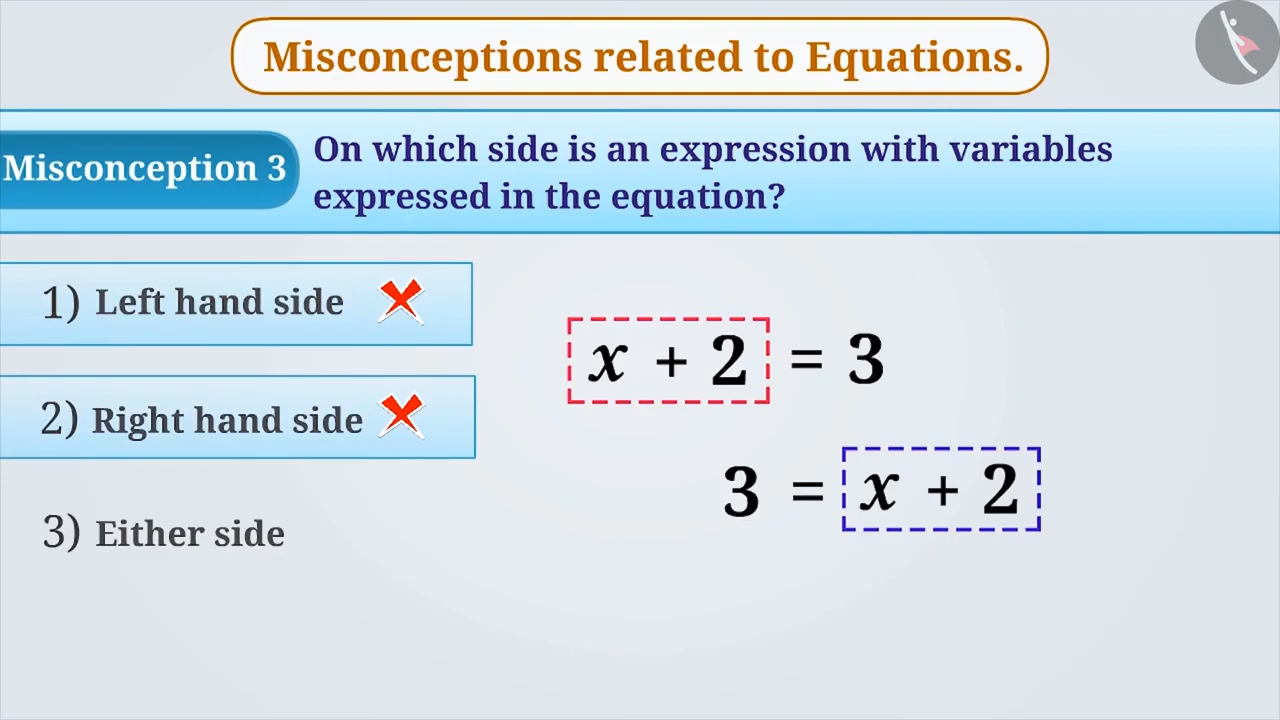 Misconceptions related to Equations.
Misconception 3
On which side is an expression with variables
expressed in the equation?
1) Left hand side
2) Right hand side
3) Either side
x + 2 = 3
3 = x + 2